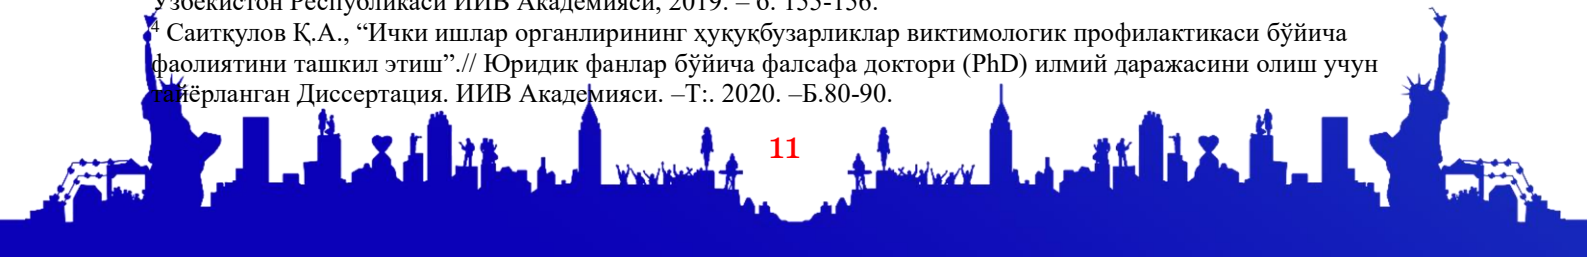 Ўзбекистон Республикаси ИИВ Академияси, 2019. – б. 155-156.
⁴ Саитқулов Қ.А., “Ички ишлар органлирининг ҳуқуқбузарликлар виктимологик профилактикаси бўйича
фаолиятини ташкил этиш”.// Юридик фанлар бўйича фалсафа доктори (PhD) илмий даражасини олиш учун
тайёрланган Диссертация. ИИВ Академияси. –Т:. 2020. –Б.80-90.
11